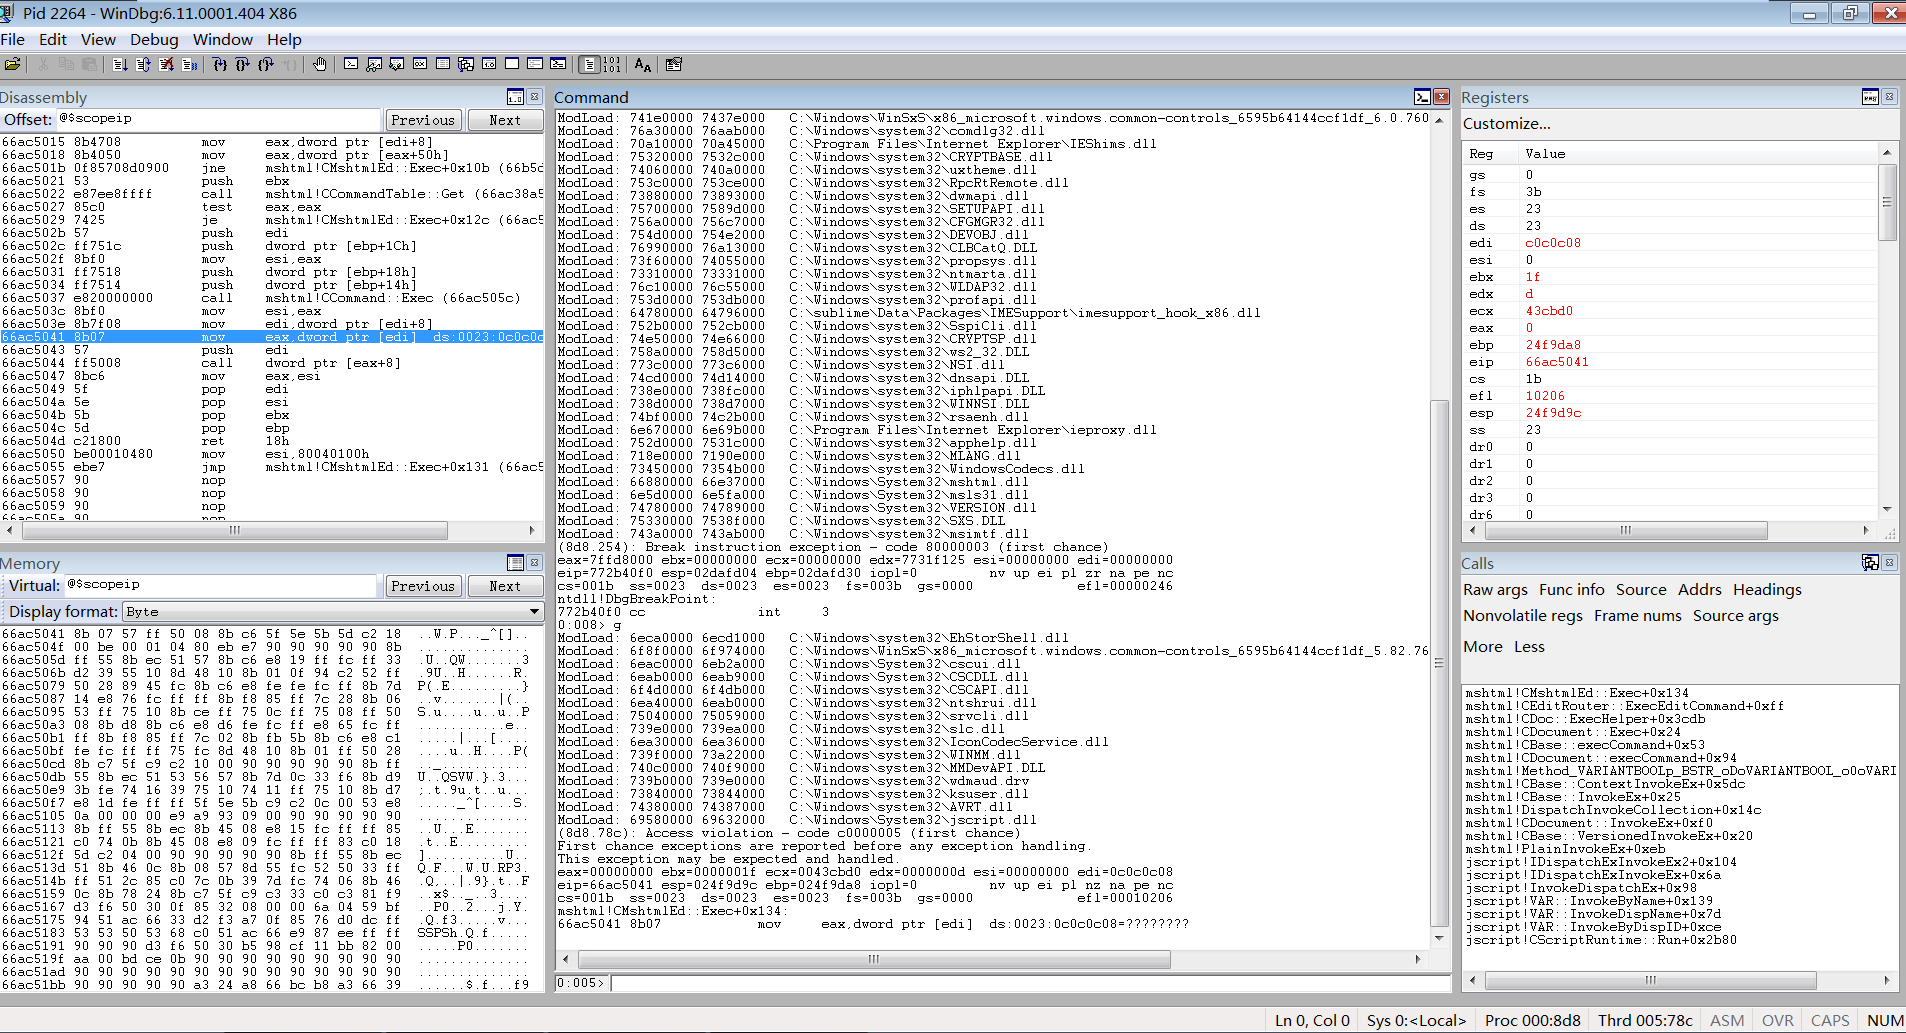 Pid 2264 - WinDbg:6.11.0001.404 X86
File Edit View Debug Window Help
Disassembly
Offset: @$scopeip Previous Next
66ac5015 8b4708 mov eax,dword ptr [edi+8]
66ac5018 8b4050 mov eax,dword ptr [eax+50h]
66ac501b 0f85708d0900 jne mshtml!CMshtmlEd::Exec+0x10b (66b5d
66ac5021 53 push ebx
66ac5022 e87ee8ffff call mshtml!CCommandTable::Get (66ac38a5
66ac5027 85c0 test eax,eax
66ac5029 7425 je mshtml!CMshtmlEd::Exec+0x12c (66ac5
66ac502b 57 push edi
66ac502c ff751c push dword ptr [ebp+1Ch]
66ac502f 8bf0 mov esi,eax
66ac5031 ff7518 push dword ptr [ebp+18h]
66ac5034 ff7514 push dword ptr [ebp+14h]
66ac5037 e820000000 call mshtml!CCommand::Exec (66ac505c)
66ac503c 8bf0 mov esi,eax
66ac503e 8b7f08 mov edi,dword ptr [edi+8]
66ac5041 8b07 mov eax,dword ptr [edi] ds:0023:0c0c0c
66ac5043 57 push edi
66ac5044 ff5008 call dword ptr [eax+8]
66ac5047 8bc6 mov eax,esi
66ac5049 5f pop edi
66ac504a 5e pop esi
66ac504b 5b pop ebx
66ac504c 5d pop ebp
66ac504d c21800 ret 18h
66ac5050 be00010480 mov esi,80040100h
66ac5055 ebe7 jmp mshtml!CMshtmlEd::Exec+0x131 (66ac5
66ac5057 90 nop
66ac5058 90 nop
66ac5059 90 nop
66ac505a 90 nop
Memory
Virtual: @$scopeip Previous Next
Display format: Byte
66ac5041 8b 07 57 ff 50 08 8b c6 5f 5e 5b 5d c2 18 ..W.P..._^[]..
66ac504f 00 be 00 01 04 80 eb e7 90 90 90 90 90 8b ..............
66ac505d ff 55 8b ec 51 57 8b c6 e8 19 ff fc ff 33 .U..QW.......3
66ac506b d2 39 55 10 8d 48 10 8b 01 0f 94 c2 52 ff .9U..H......R.
66ac5079 50 28 89 45 fc 8b c6 e8 fe fe fc ff 8b 7d P(.E.........}
66ac5087 14 e8 76 fc ff ff 8b f8 85 ff 7c 28 8b 06 ..v.......|(..
66ac5095 53 ff 75 10 8b ce ff 75 0c ff 75 08 ff 50 S.u....u..u..P
66ac50a3 08 8b d8 8b c6 e8 d6 fe fc ff e8 65 fc ff ...........e..
66ac50b1 ff 8b f8 85 ff 7c 02 8b fb 5b 8b c6 e8 c1 .....|...[....
66ac50bf fe fc ff ff 75 fc 8d 48 10 8b 01 ff 50 28 ....u..H....P(
66ac50cd 8b c7 5f c9 c2 10 00 90 90 90 90 90 8b ff .._...........
66ac50db 55 8b ec 51 53 56 57 8b 7d 0c 33 f6 8b d9 U..QSVW.}.3...
66ac50e9 3b fe 74 16 39 75 10 74 11 ff 75 10 8b d7 ;.t.9u.t..u...
66ac50f7 e8 1d fe ff ff 5f 5e 5b c9 c2 0c 00 53 e8 ....._^[....S.
66ac5105 0a 00 00 00 e9 a9 93 09 00 90 90 90 90 90 ..............
66ac5113 8b ff 55 8b ec 8b 45 08 e8 15 fc ff ff 85 ..U...E.......
66ac5121 c0 74 0b 8b 45 08 e8 09 fc ff ff 83 c0 18 .t..E.........
66ac512f 5d c2 04 00 90 90 90 90 90 8b ff 55 8b ec ]..........U..
66ac513d 51 8b 46 0c 8b 08 57 8d 55 fc 52 50 33 ff Q.F...W.U.RP3.
66ac514b ff 51 2c 85 c0 7c 0b 39 7d fc 74 06 8b 46 .Q,..|.9}.t..F
66ac5159 0c 8b 78 24 8b c7 5f c9 c3 33 c0 c3 81 f9 ..x$.._..3....
66ac5167 d3 f6 50 30 0f 85 32 08 00 00 6a 04 59 bf ..P0..2...j.Y.
66ac5175 94 51 ac 66 33 d2 f3 a7 0f 85 76 d0 dc ff .Q.f3.....v...
66ac5183 53 53 50 53 68 c0 51 ac 66 e9 87 ee ff ff SSPSh.Q.f.....
66ac5191 90 90 90 d3 f6 50 30 b5 98 cf 11 bb 82 00 .....P0.......
66ac519f aa 00 bd ce 0b 90 90 90 90 90 90 90 90 90 ..............
66ac51ad 90 90 90 90 90 90 90 90 90 90 90 90 90 90 ..............
66ac51bb 90 90 90 90 90 a3 24 a8 66 bc b8 a3 66 39 ......$.f...f9
Command
ModLoad: 741e0000 7437e000 C:\Windows\WinSxS\x86_microsoft.windows.common-controls_6595b64144ccf1df_6.0.760
ModLoad: 76a30000 76aab000 C:\Windows\system32\comdlg32.dll
ModLoad: 70a10000 70a45000 C:\Program Files\Internet Explorer\IEShims.dll
ModLoad: 75320000 7532c000 C:\Windows\system32\CRYPTBASE.dll
ModLoad: 74060000 740a0000 C:\Windows\system32\uxtheme.dll
ModLoad: 753c0000 753ce000 C:\Windows\system32\RpcRtRemote.dll
ModLoad: 73880000 73893000 C:\Windows\system32\dwmapi.dll
ModLoad: 75700000 7589d000 C:\Windows\system32\SETUPAPI.dll
ModLoad: 756a0000 756c7000 C:\Windows\system32\CFGMGR32.dll
ModLoad: 754d0000 754e2000 C:\Windows\system32\DEVOBJ.dll
ModLoad: 76990000 76a13000 C:\Windows\system32\CLBCatQ.DLL
ModLoad: 73f60000 74055000 C:\Windows\system32\propsys.dll
ModLoad: 73310000 73331000 C:\Windows\system32\ntmarta.dll
ModLoad: 76c10000 76c55000 C:\Windows\system32\WLDAP32.dll
ModLoad: 753d0000 753db000 C:\Windows\system32\profapi.dll
ModLoad: 64780000 64796000 C:\sublime\Data\Packages\IMESupport\imesupport_hook_x86.dll
ModLoad: 752b0000 752cb000 C:\Windows\system32\SspiCli.dll
ModLoad: 74e50000 74e66000 C:\Windows\system32\CRYPTSP.dll
ModLoad: 758a0000 758d5000 C:\Windows\system32\ws2_32.DLL
ModLoad: 773c0000 773c6000 C:\Windows\system32\NSI.dll
ModLoad: 74cd0000 74d14000 C:\Windows\system32\dnsapi.DLL
ModLoad: 738e0000 738fc000 C:\Windows\system32\iphlpapi.DLL
ModLoad: 738d0000 738d7000 C:\Windows\system32\WINNSI.DLL
ModLoad: 74bf0000 74c2b000 C:\Windows\system32\rsaenh.dll
ModLoad: 6e670000 6e69b000 C:\Program Files\Internet Explorer\ieproxy.dll
ModLoad: 752d0000 7531c000 C:\Windows\system32\apphelp.dll
ModLoad: 718e0000 7190e000 C:\Windows\system32\MLANG.dll
ModLoad: 73450000 7354b000 C:\Windows\system32\WindowsCodecs.dll
ModLoad: 66880000 66e37000 C:\Windows\System32\mshtml.dll
ModLoad: 6e5d0000 6e5fa000 C:\Windows\System32\msls31.dll
ModLoad: 74780000 74789000 C:\Windows\system32\VERSION.dll
ModLoad: 75330000 7538f000 C:\Windows\system32\SXS.DLL
ModLoad: 743a0000 743ab000 C:\Windows\system32\msimtf.dll
(8d8.254): Break instruction exception - code 80000003 (first chance)
eax=7ffd8000 ebx=00000000 ecx=00000000 edx=7731f125 esi=00000000 edi=00000000
eip=772b40f0 esp=02dafd04 ebp=02dafd30 iopl=0 nv up ei pl zr na pe nc
cs=001b ss=0023 ds=0023 es=0023 fs=003b gs=0000 efl=00000246
ntdll!DbgBreakPoint:
772b40f0 cc int 3
0:008> g
ModLoad: 6eca0000 6ecd1000 C:\Windows\system32\EhStorShell.dll
ModLoad: 6f8f0000 6f974000 C:\Windows\WinSxS\x86_microsoft.windows.common-controls_6595b64144ccf1df_5.82.76
ModLoad: 6eac0000 6eb2a000 C:\Windows\System32\cscui.dll
ModLoad: 6eab0000 6eab9000 C:\Windows\System32\CSCDLL.dll
ModLoad: 6f4d0000 6f4db000 C:\Windows\system32\CSCAPI.dll
ModLoad: 6ea40000 6eab0000 C:\Windows\system32\ntshrui.dll
ModLoad: 75040000 75059000 C:\Windows\system32\srvcli.dll
ModLoad: 739e0000 739ea000 C:\Windows\system32\slc.dll
ModLoad: 6ea30000 6ea36000 C:\Windows\system32\IconCodecService.dll
ModLoad: 739f0000 73a22000 C:\Windows\system32\WINMM.dll
ModLoad: 740c0000 740f9000 C:\Windows\system32\MMDevAPI.DLL
ModLoad: 739b0000 739e0000 C:\Windows\system32\wdmaud.drv
ModLoad: 73840000 73844000 C:\Windows\system32\ksuser.dll
ModLoad: 74380000 74387000 C:\Windows\system32\AVRT.dll
ModLoad: 69580000 69632000 C:\Windows\system32\jscript.dll
(8d8.78c): Access violation - code c0000005 (first chance)
First chance exceptions are reported before any exception handling.
This exception may be expected and handled.
eax=00000000 ebx=0000001f ecx=0043cbd0 edx=0000000d esi=00000000 edi=0c0c0c08
eip=66ac5041 esp=024f9d9c ebp=024f9da8 iopl=0 nv up ei pl nz na pe nc
cs=001b ss=0023 ds=0023 es=0023 fs=003b gs=0000 efl=00010206
mshtml!CMshtmlEd::Exec+0x134:
66ac5041 8b07 mov eax,dword ptr [edi] ds:0023:0c0c0c08=????????
0:005>
Registers
Customize...
Reg Value
gs 0
fs 3b
es 23
ds 23
edi c0c0c08
esi 0
ebx 1f
edx d
ecx 43cbd0
eax 0
ebp 24f9da8
eip 66ac5041
cs 1b
efl 10206
esp 24f9d9c
ss 23
dr0 0
dr1 0
dr2 0
dr3 0
dr6 0
Calls
Raw args Func info Source Addrs Headings
Nonvolatile regs Frame nums Source args
More Less
mshtml!CMshtmlEd::Exec+0x134
mshtml!CEditRouter::ExecEditCommand+0xff
mshtml!CDoc::ExecHelper+0x3cdb
mshtml!CDocument::Exec+0x24
mshtml!CBase::execCommand+0x53
mshtml!CDocument::execCommand+0x94
mshtml!Method_VARIANTBOOLp_BSTR_oDoVARIANTBOOL_o0oVARI
mshtml!CBase::ContextInvokeEx+0x5dc
mshtml!CBase::InvokeEx+0x25
mshtml!DispatchInvokeCollection+0x14c
mshtml!CDocument::InvokeEx+0xf0
mshtml!CBase::VersionedInvokeEx+0x20
mshtml!PlainInvokeEx+0xeb
jscript!IDispatchExInvokeEx2+0x104
jscript!IDispatchExInvokeEx+0x6a
jscript!InvokeDispatchEx+0x98
jscript!VAR::InvokeByName+0x139
jscript!VAR::InvokeDispName+0x7d
jscript!VAR::InvokeByDispID+0xce
jscript!CScriptRuntime::Run+0x2b80
Ln 0, Col 0 Sys 0:<Local> Proc 000:8d8 Thrd 005:78c ASM OVR CAPS NUM